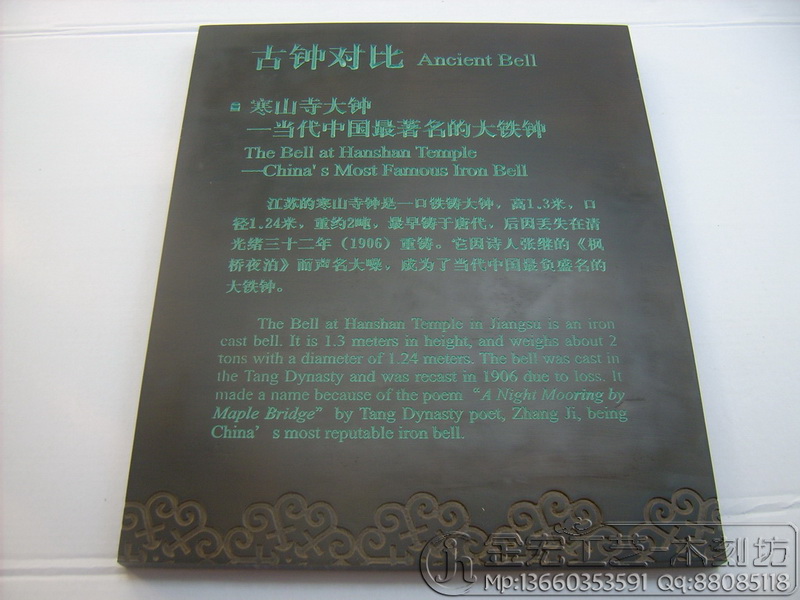 古钟对比 Ancient Bell
寒山寺大钟
—当代中国最著名的大铁钟
The Bell at Hanshan Temple
—China's Most Famous Iron Bell
江苏的寒山寺钟是一口铁铸大钟，高1.3米，口
径1.24米，重约2吨，最早铸于唐代，后因丢失在清
光绪三十二年（1906）重铸。它因诗人张继的《枫
桥夜泊》而声名大噪，成为了当代中国最负盛名的
大铁钟。
The Bell at Hanshan Temple in Jiangsu is an iron
cast bell. It is 1.3 meters in height, and weighs about 2
tons with a diameter of 1.24 meters. The bell was cast in
the Tang Dynasty and was recast in 1906 due to loss. It
made a name because of the poem “A Night Mooring by
Maple Bridge” by Tang Dynasty poet, Zhang Ji, being
China's most reputable iron bell.
金宏工艺-木刻坊
Mp:13660353591 QQ:88085118